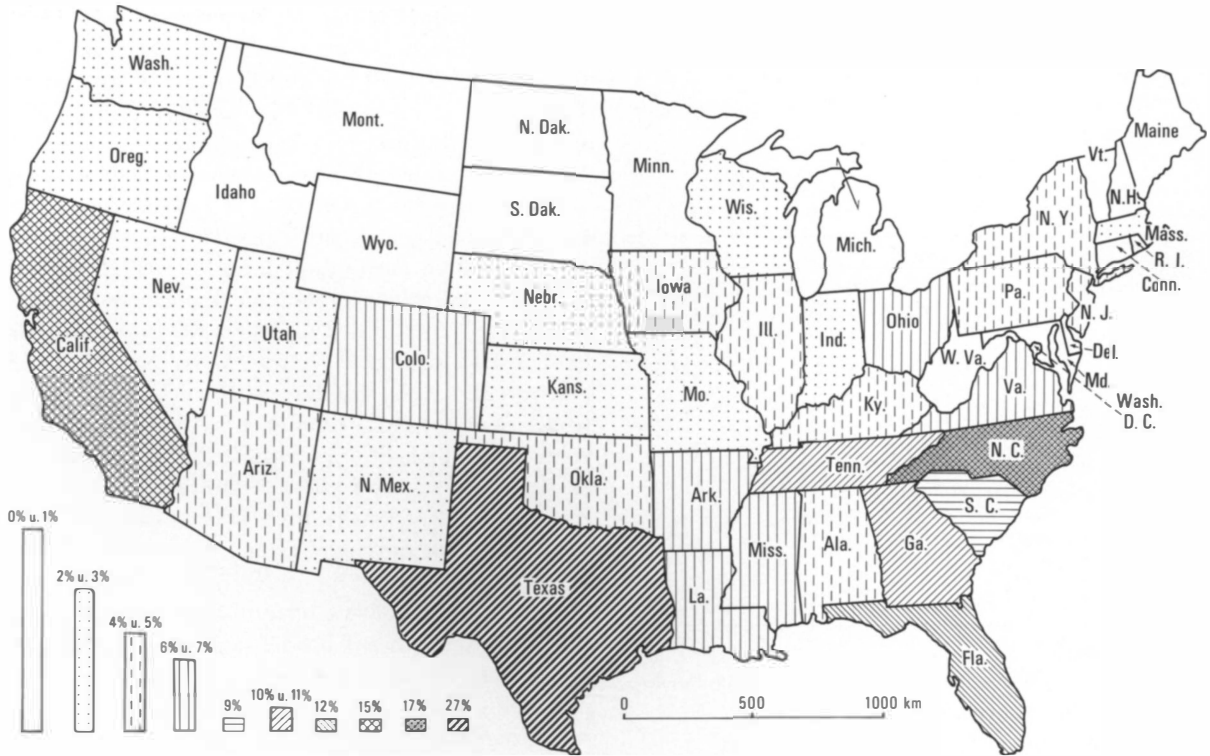 Wash.
Mont.
N. Dak.
Minn.
Maine
Vt.
Oreg.
Idaho
S. Dak.
Wis.
N.H.
N. Y
Mass.
Wyo.
Mich.
R. I.
Conn.
Nev.
Nebr.
Iowa
Pa.
N. J.
Utah
Ill.
Ind.
Ohio
Calif
Colo.
W. Va.
Del.
Md.
Wash.
D. C.
Kans.
Mo.
Ky.
Va.
Ariz.
N. Mex.
Okla.
Ark.
Tenn.
N. C.
S. C.
Texas
La.
Miss.
Ala.
Ga.
Fla.
0% u. 1%
2% u. 3%
4% u. 5%
6% u. 7%
9%
10% u. 11%
12%
15%
17%
27%
0 500 1000 km